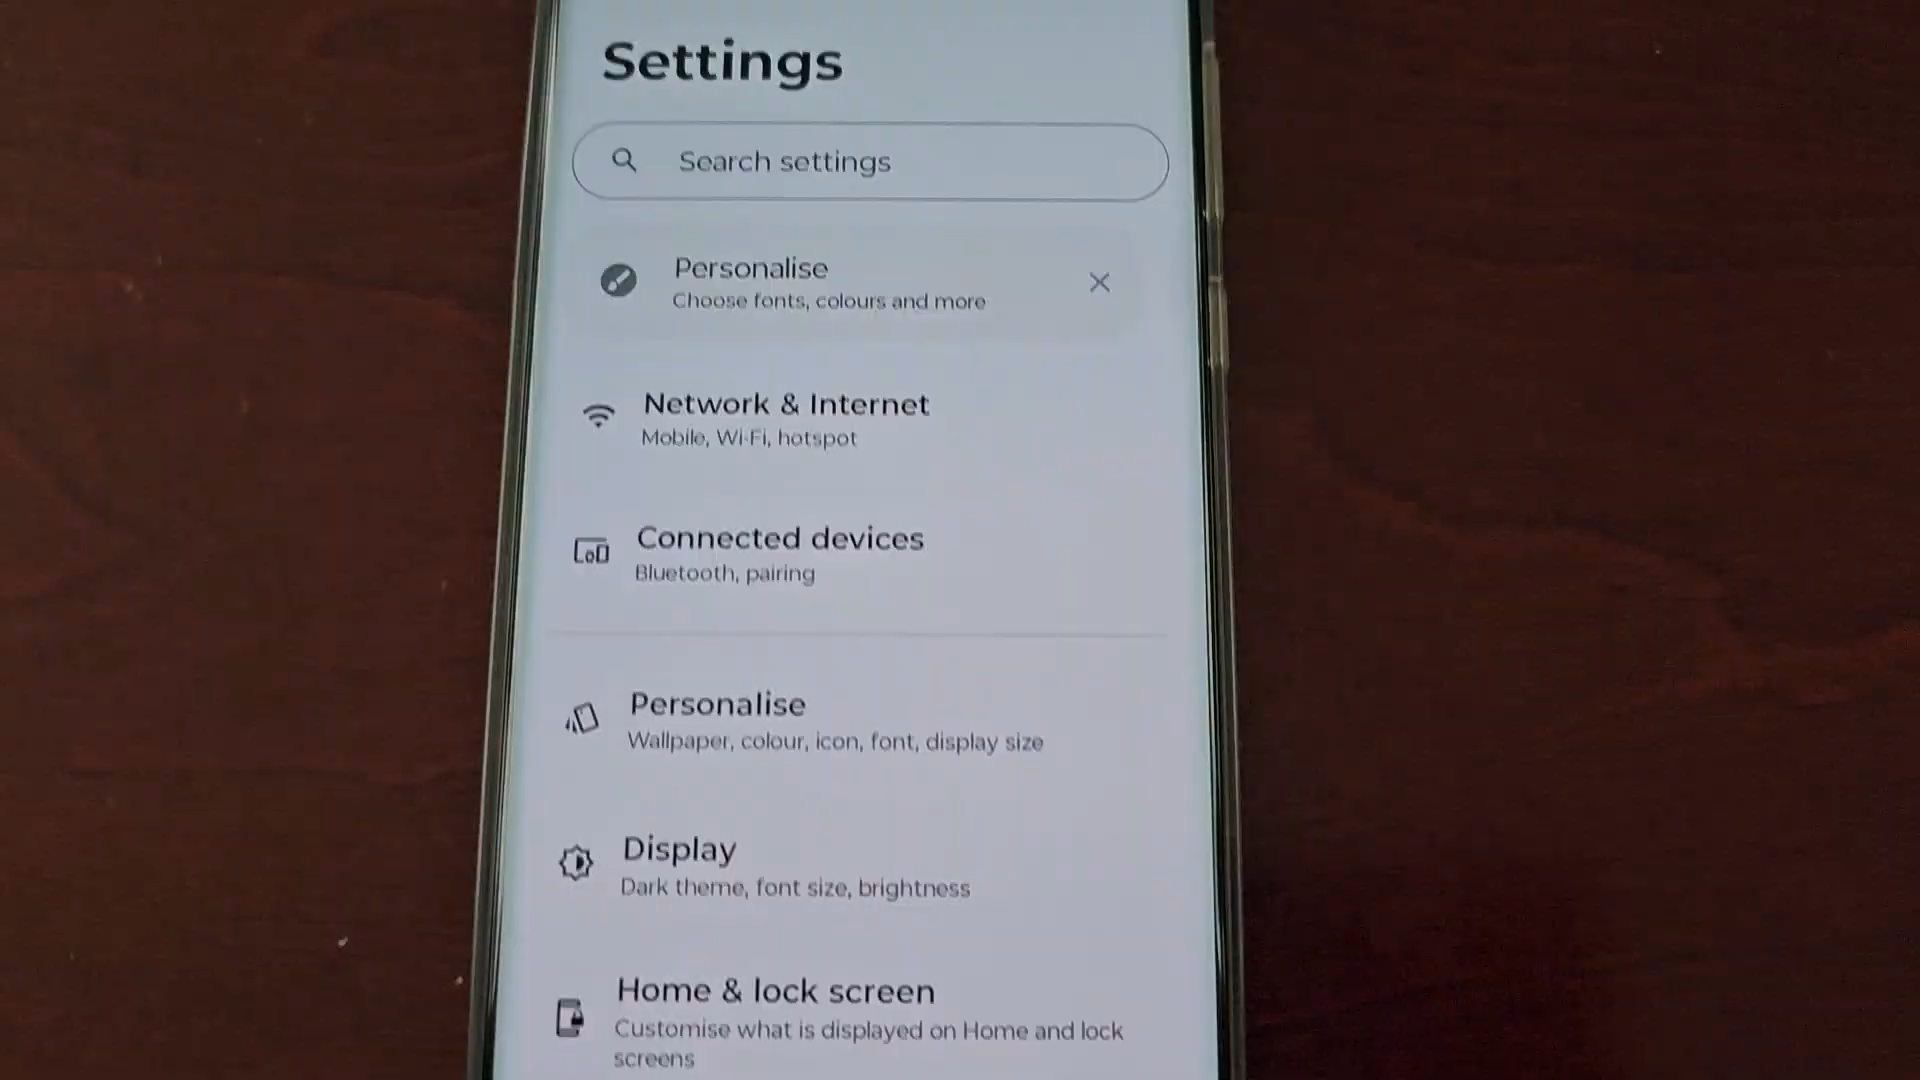 Settings
Search settings
Personalise
Choose fonts, colours and more
Network & Internet
Mobile, Wi-Fi, hotspot
Connected devices
Bluetooth, pairing
Personalise
Wallpaper, colour, icon, font, display size
Display
Dark theme, font size, brightness
Home & lock screen
Customise what is displayed on Home and lock
screens